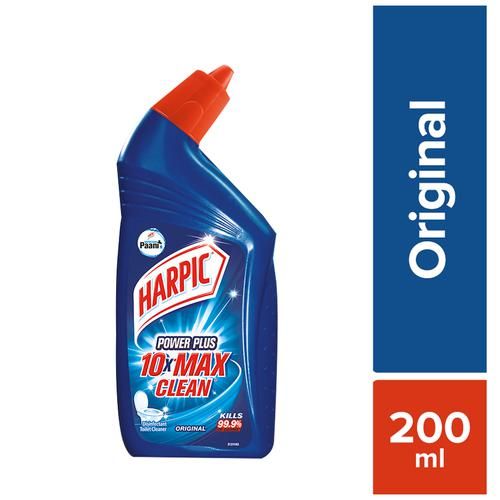 Paani
HARPIC
POWER PLUS
10x MAX
CLEAN
Disinfectant
Toilet Cleaner
ORIGINAL
KILLS
99.9%
Original
200
ml